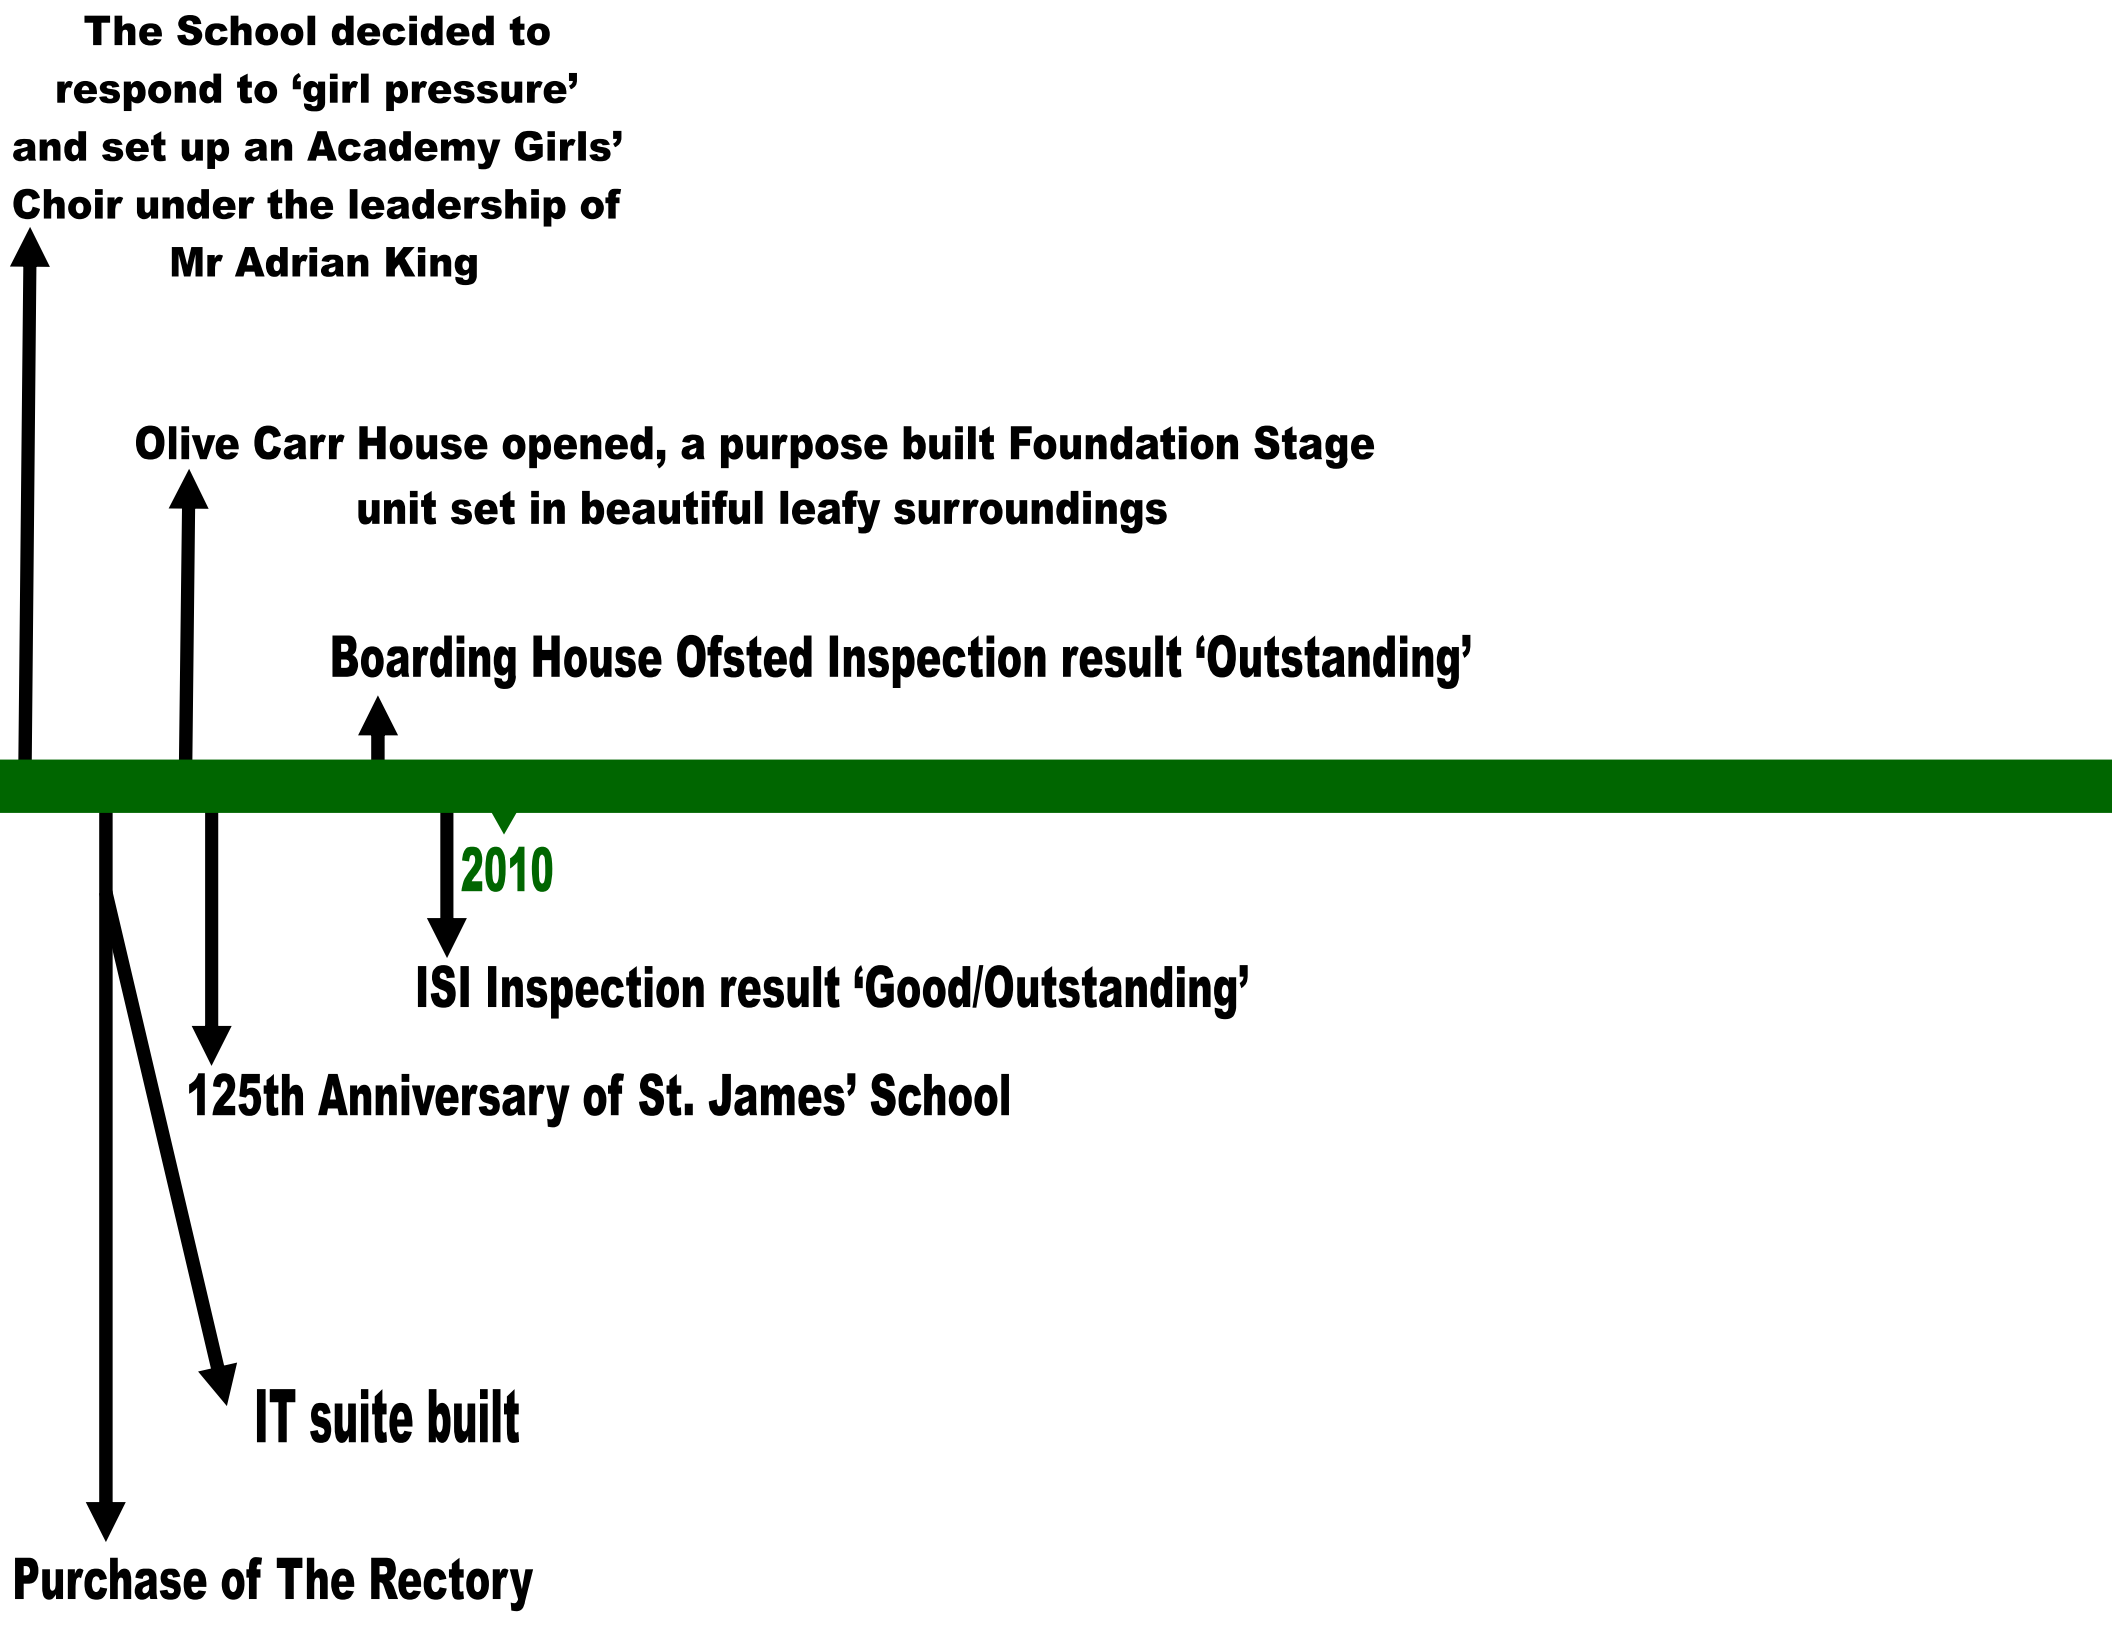 The School decided to
respond to ‘girl pressure’
and set up an Academy Girls’
Choir under the leadership of
Mr Adrian King
Olive Carr House opened, a purpose built Foundation Stage
unit set in beautiful leafy surroundings
Boarding House Ofsted Inspection result ‘Outstanding’
2010
ISI Inspection result ‘Good/Outstanding’
125th Anniversary of St. James’ School
IT suite built
Purchase of The Rectory